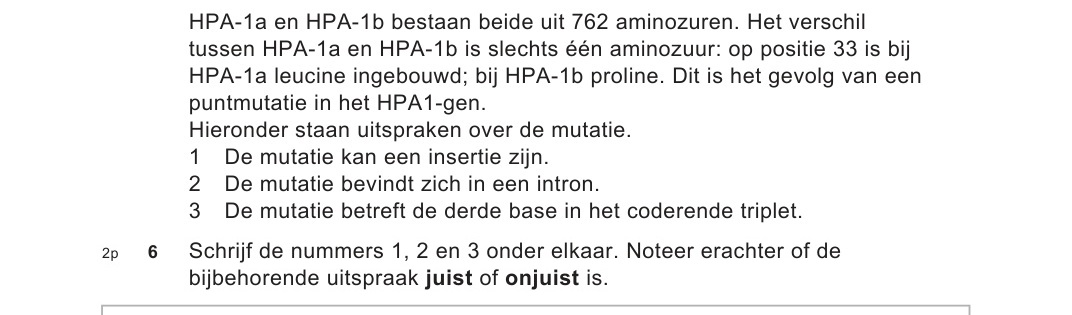 HPA-1a en HPA-1b bestaan beide uit 762 aminozuren. Het verschil
tussen HPA-1a en HPA-1b is slechts één aminozuur: op positie 33 is bij
HPA-1a leucine ingebouwd; bij HPA-1b proline. Dit is het gevolg van een
puntmutatie in het HPA1-gen.
Hieronder staan uitspraken over de mutatie.
1 De mutatie kan een insertie zijn.
2 De mutatie bevindt zich in een intron.
3 De mutatie betreft de derde base in het coderende triplet.
2p 6 Schrijf de nummers 1, 2 en 3 onder elkaar. Noteer erachter of de
bijbehorende uitspraak juist of onjuist is.